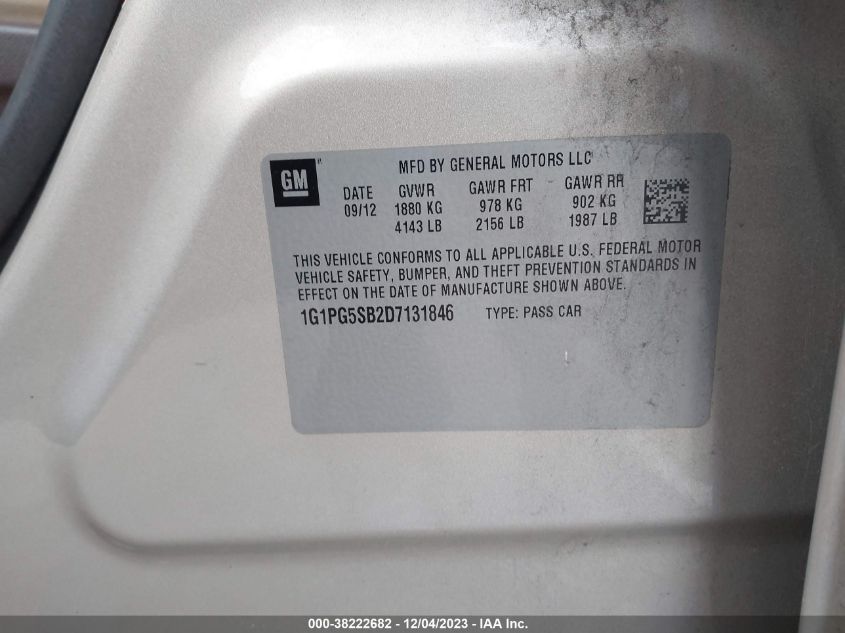 GM
MFD BY GENERAL MOTORS LLC
DATE GVWR GAWR FRT GAWR RR
09/12 1880 KG 978 KG 902 KG
4143 LB 2156 LB 1987 LB
THIS VEHICLE CONFORMS TO ALL APPLICABLE U.S. FEDERAL MOTOR
VEHICLE SAFETY, BUMPER, AND THEFT PREVENTION STANDARDS IN
EFFECT ON THE DATE OF MANUFACTURE SHOWN ABOVE.
1G1PG5SB2D7131846 TYPE: PASS CAR
000-38222682 - 12/04/2023 - IAA Inc.